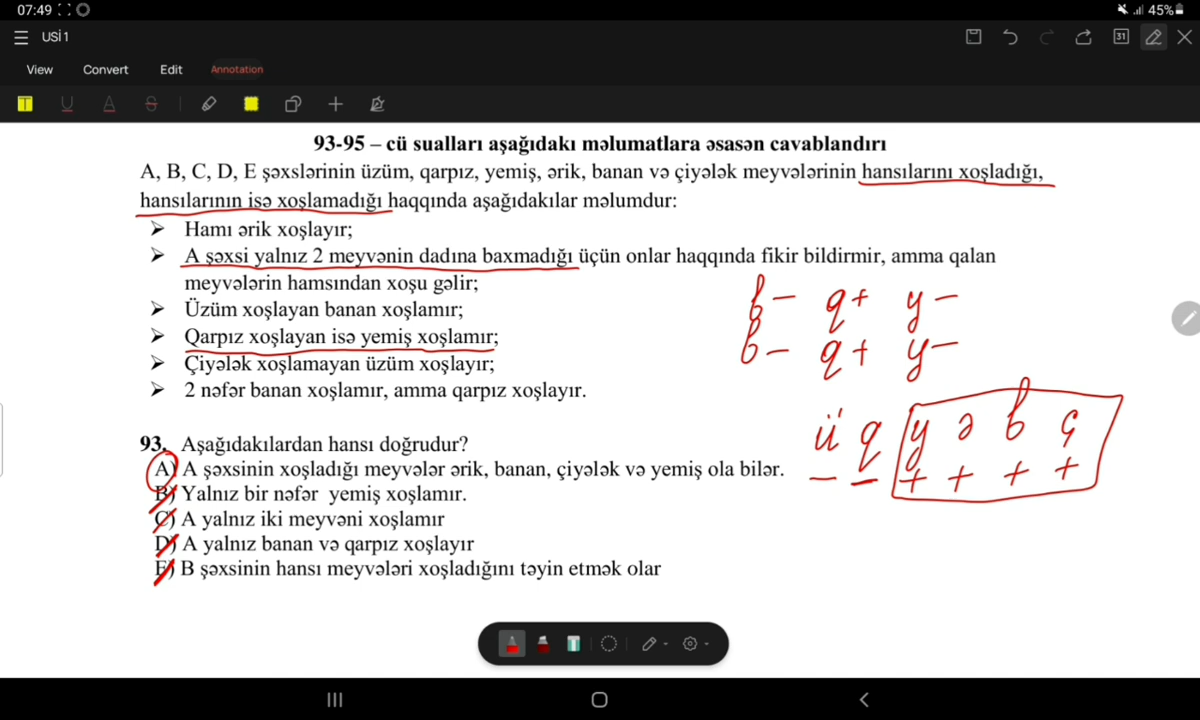 07:49 45%
USİ 1 31
View Convert Edit Annotation
T U A S
93-95 – cü sualları aşağıdakı məlumatlara əsasən cavablandırı
A, B, C, D, E şəxslərinin üzüm, qarpız, yemiş, ərik, banan və çiyələk meyvələrinin hansılarını xoşladığı,
hansılarının isə xoşlamadığı haqqında aşağıdakılar məlumdur:
➢ Hamı ərik xoşlayır;
➢ A şəxsi yalnız 2 meyvənin dadına baxmadığı üçün onlar haqqında fikir bildirmir, amma qalan
meyvələrin hamsından xoşu gəlir;
➢ Üzüm xoşlayan banan xoşlamır;
➢ Qarpız xoşlayan isə yemiş xoşlamır;
➢ Çiyələk xoşlamayan üzüm xoşlayır;
➢ 2 nəfər banan xoşlamır, amma qarpız xoşlayır.
b – q + y –
b – q + y –
ü q y ə b ç
– – + + + +
93. Aşağıdakılardan hansı doğrudur?
A) A şəxsinin xoşladığı meyvələr ərik, banan, çiyələk və yemiş ola bilər.
B) Yalnız bir nəfər yemiş xoşlamır.
C) A yalnız iki meyvəni xoşlamır
D) A yalnız banan və qarpız xoşlayır
E) B şəxsinin hansı meyvələri xoşladığını təyin etmək olar